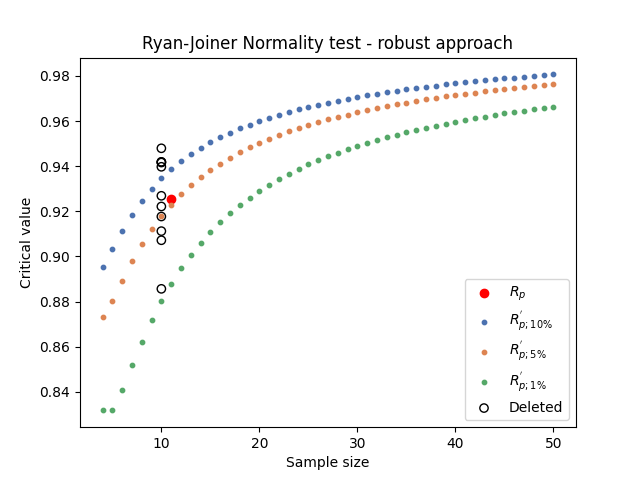 Ryan-Joiner Normality test - robust approach
Critical value
0.98
0.96
0.94
0.92
0.90
0.88
0.86
0.84
10
20
30
40
50
Sample size
R_p
R'_{p;10%}
R'_{p;5%}
R'_{p;1%}
Deleted